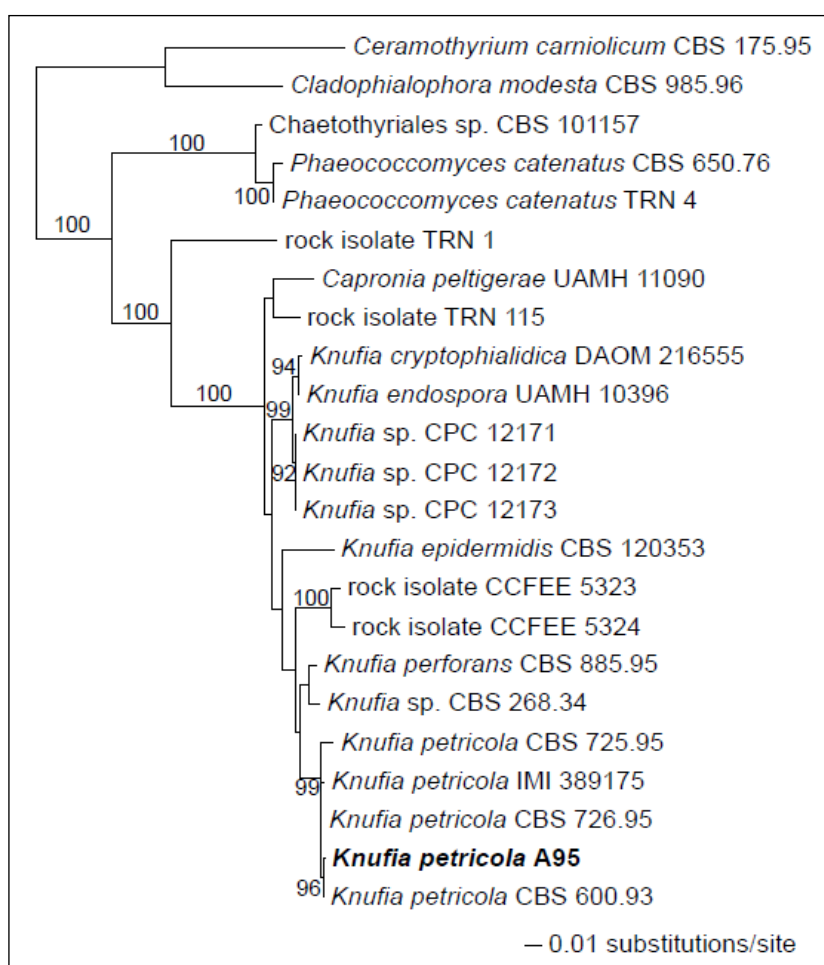 Ceramothyrium carniolicum CBS 175.95
Cladophialophora modesta CBS 985.96
Chaetothyriales sp. CBS 101157
100
Phaeococcomyces catenatus CBS 650.76
100
Phaeococcomyces catenatus TRN 4
100
rock isolate TRN 1
Capronia peltigerae UAMH 11090
100
rock isolate TRN 115
Knufia cryptophialidica DAOM 216555
94
Knufia endospora UAMH 10396
100
99
Knufia sp. CPC 12171
Knufia sp. CPC 12172
92
Knufia sp. CPC 12173
Knufia epidermidis CBS 120353
rock isolate CCFEE 5323
100
rock isolate CCFEE 5324
Knufia perforans CBS 885.95
Knufia sp. CBS 268.34
Knufia petricola CBS 725.95
Knufia petricola IMI 389175
99
Knufia petricola CBS 726.95
Knufia petricola A95
96
Knufia petricola CBS 600.93
0.01 substitutions/site